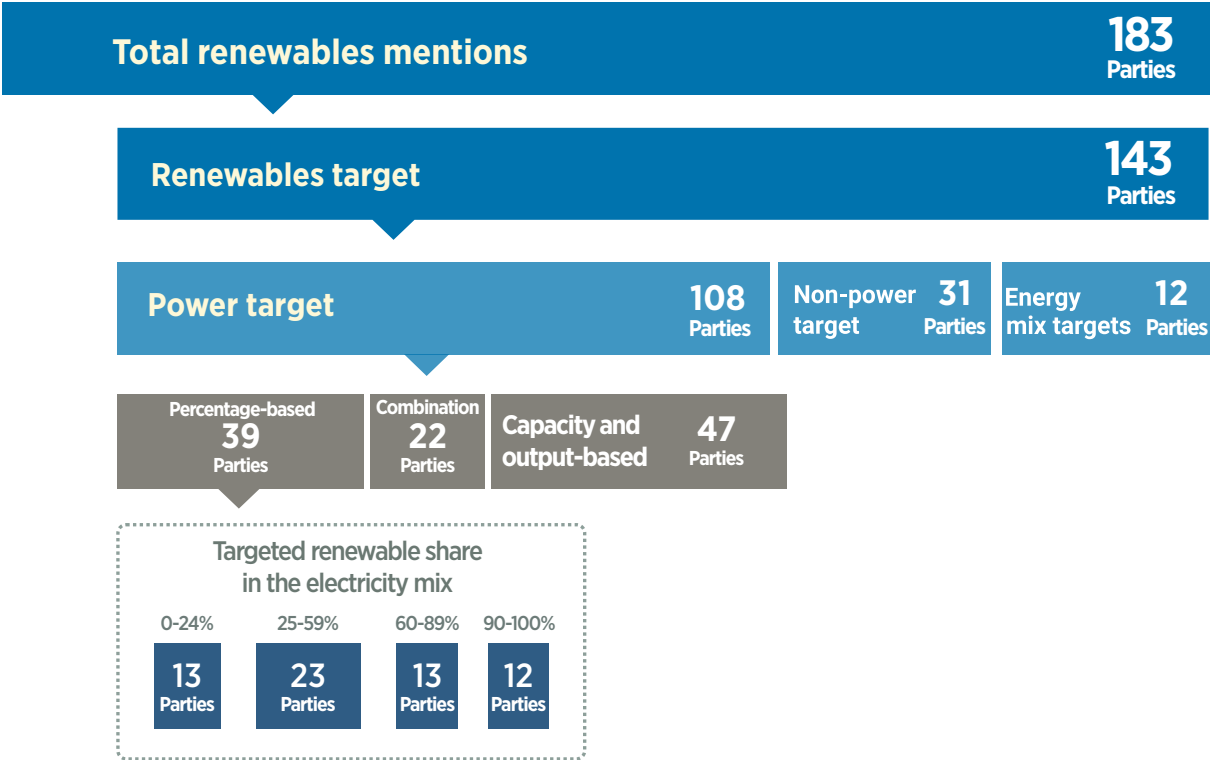 Total renewables mentions
183
Parties
Renewables target
143
Parties
Power target
108
Parties
Non-power
target
31
Parties
Energy
mix targets
12
Parties
Percentage-based
39
Parties
Combination
22
Parties
Capacity and
output-based
47
Parties
Targeted renewable share
in the electricity mix
0-24%
25-59%
60-89%
90-100%
13
Parties
23
Parties
13
Parties
12
Parties